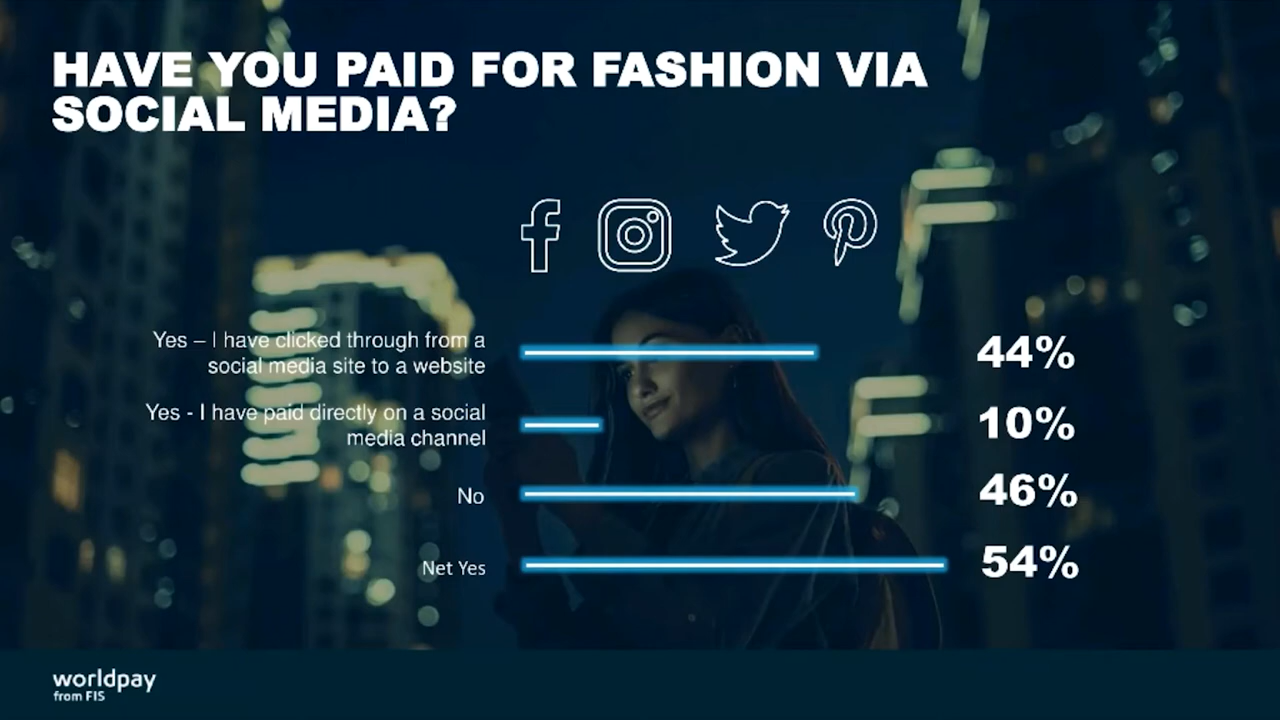 HAVE YOU PAID FOR FASHION VIA
SOCIAL MEDIA?
Yes – I have clicked through from a
social media site to a website
44%
Yes - I have paid directly on a social
media channel
10%
No
46%
Net Yes
54%
worldpay
from FIS